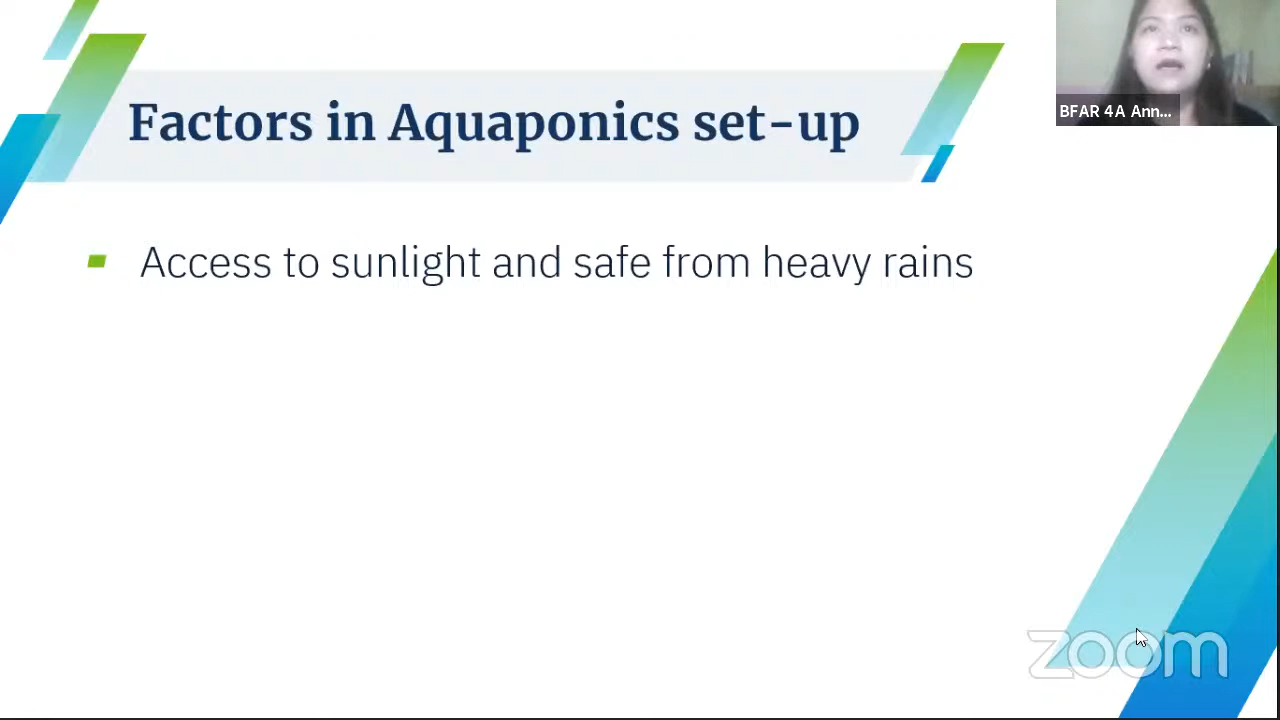 Factors in Aquaponics set-up
Access to sunlight and safe from heavy rains
BFAR 4A Ann...
zoom